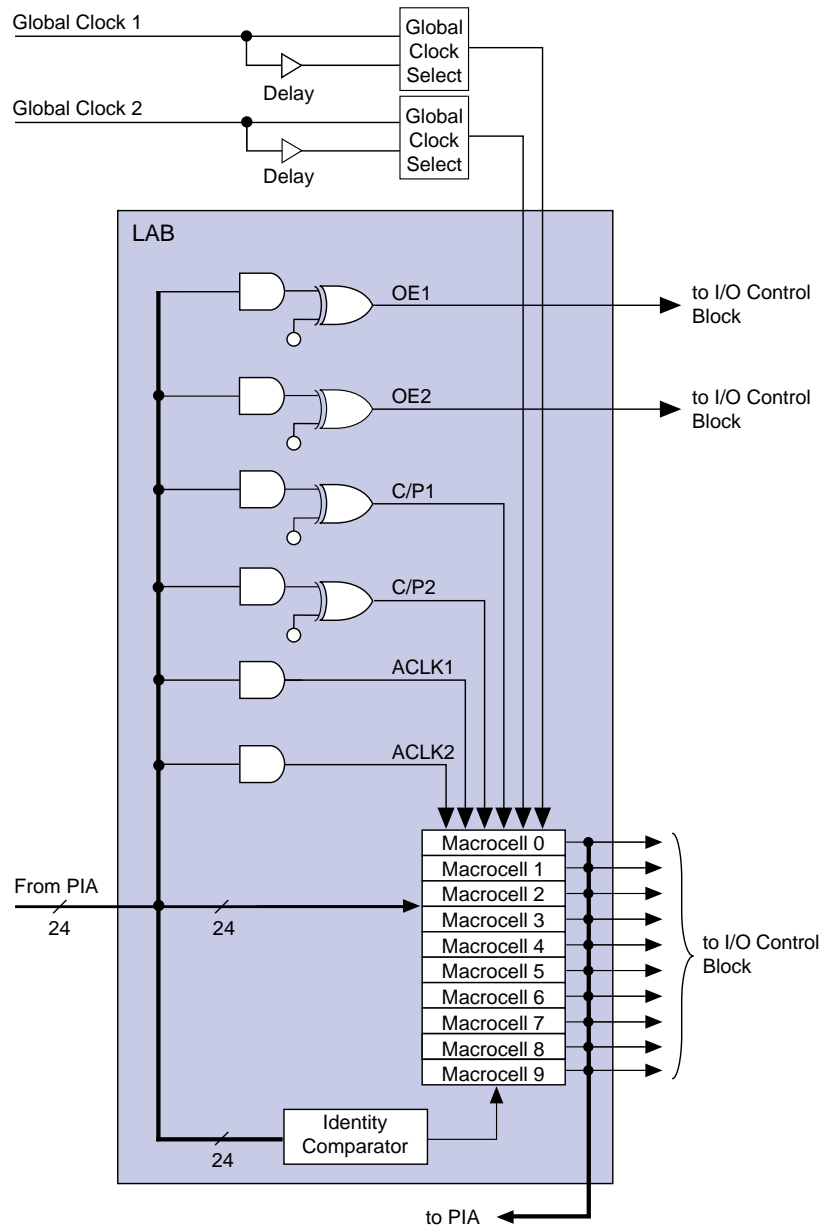 Global Clock 1
Global
Clock
Select
Delay
Global Clock 2
Global
Clock
Select
Delay
LAB
OE1
to I/O Control
Block
OE2
to I/O Control
Block
C/P1
C/P2
ACLK1
ACLK2
Macrocell 0
Macrocell 1
Macrocell 2
Macrocell 3
Macrocell 4
Macrocell 5
Macrocell 6
Macrocell 7
Macrocell 8
Macrocell 9
From PIA
24
24
to I/O Control
Block
Identity
Comparator
24
to PIA